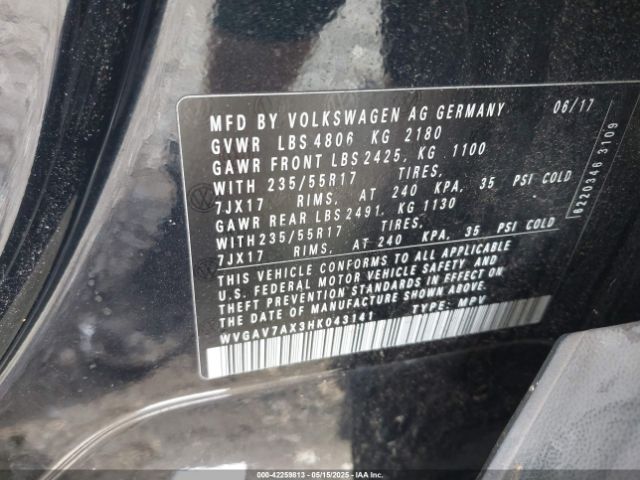 MFD BY VOLKSWAGEN AG GERMANY 06/17
GVWR LBS 4806 KG 2180
GAWR FRONT LBS 2425, KG 1100
WITH 235/55R17 TIRES,
7JX17 RIMS, AT 240 KPA, 35 PSI COLD
GAWR REAR LBS 2491, KG 1130
WITH 235/55R17 TIRES,
7JX17 RIMS, AT 240 KPA, 35 PSI COLD
THIS VEHICLE CONFORMS TO ALL APPLICABLE
U.S. FEDERAL MOTOR VEHICLE SAFETY AND
THEFT PREVENTION STANDARDS IN EFFECT ON
THE DATE OF MANUFACTURE SHOWN ABOVE.
WVGAV7AX3HK043141 TYPE: MPV
6220346 3109
000-42259813 05/15/2025 IAAI